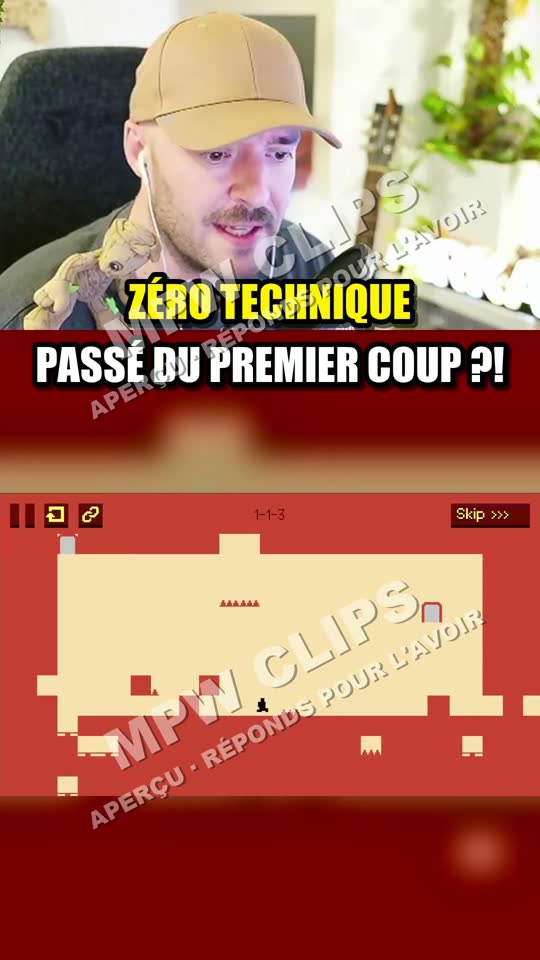 MPW CLIPS
APERÇU · RÉPONDS POUR L'AVOIR
ZÉRO TECHNIQUE
PASSÉ DU PREMIER COUP ?!
1-1-3
Skip >>>
MPW CLIPS
APERÇU · RÉPONDS POUR L'AVOIR